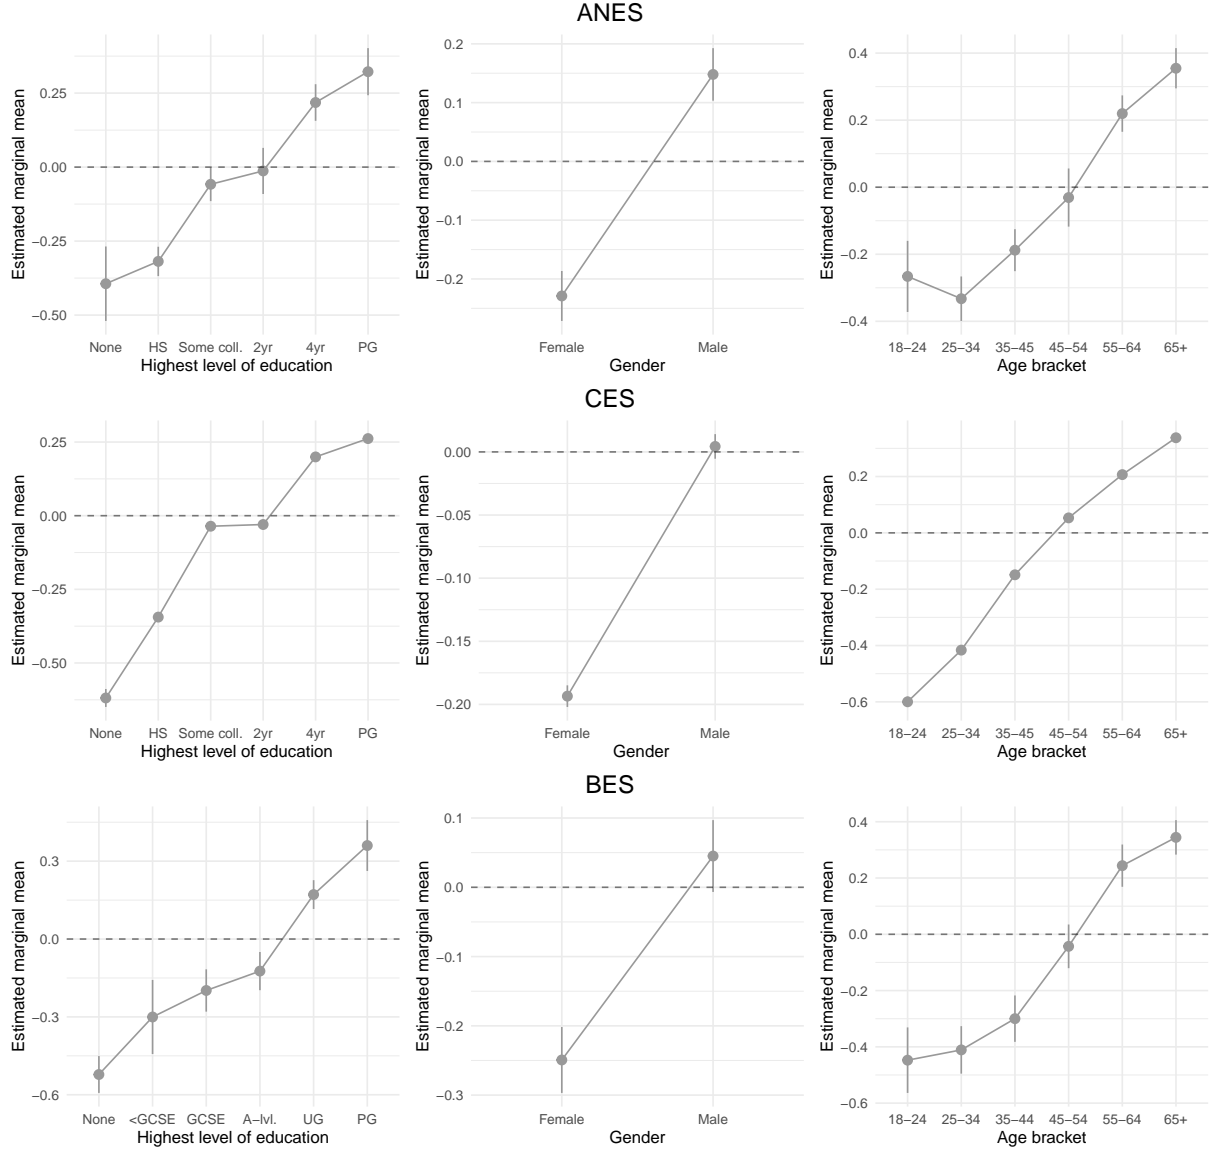 ANES
Estimated marginal mean
0.25
0.00
−0.25
−0.50
None HS Some coll. 2yr 4yr PG
Highest level of education
Estimated marginal mean
0.2
0.1
0.0
−0.1
−0.2
Female Male
Gender
Estimated marginal mean
0.4
0.2
0.0
−0.2
−0.4
18−24 25−34 35−45 45−54 55−64 65+
Age bracket
CES
Estimated marginal mean
0.25
0.00
−0.25
−0.50
None HS Some coll. 2yr 4yr PG
Highest level of education
Estimated marginal mean
0.00
−0.05
−0.10
−0.15
−0.20
Female Male
Gender
Estimated marginal mean
0.2
0.0
−0.2
−0.4
−0.6
18−24 25−34 35−45 45−54 55−64 65+
Age bracket
BES
Estimated marginal mean
0.3
0.0
−0.3
−0.6
None <GCSE GCSE A−lvl. UG PG
Highest level of education
Estimated marginal mean
0.1
0.0
−0.1
−0.2
−0.3
Female Male
Gender
Estimated marginal mean
0.4
0.2
0.0
−0.2
−0.4
−0.6
18−24 25−34 35−44 45−54 55−64 65+
Age bracket